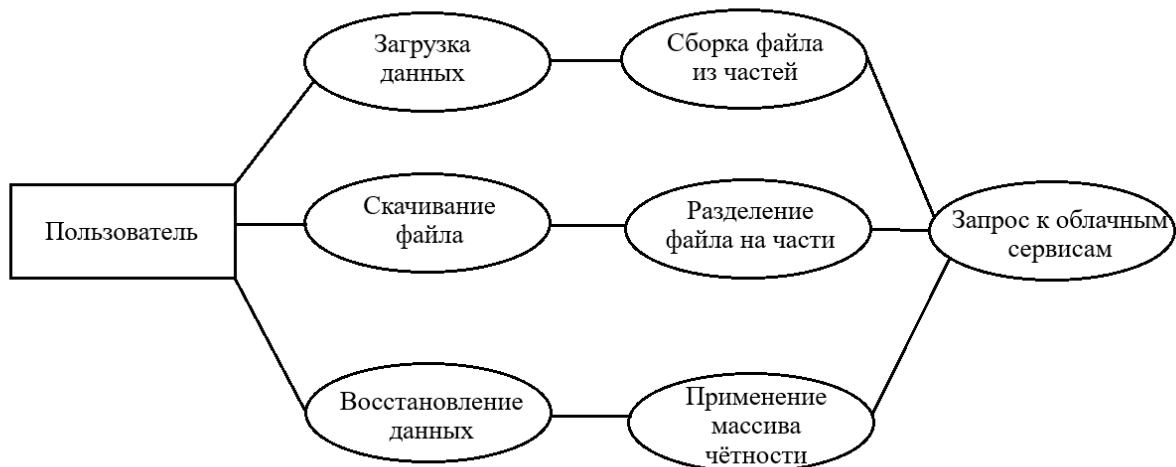 Загрузка
данных
Сборка файла
из частей
Пользователь
Скачивание
файла
Разделение
файла на части
Запрос к облачным
сервисам
Восстановление
данных
Применение
массива
чётности